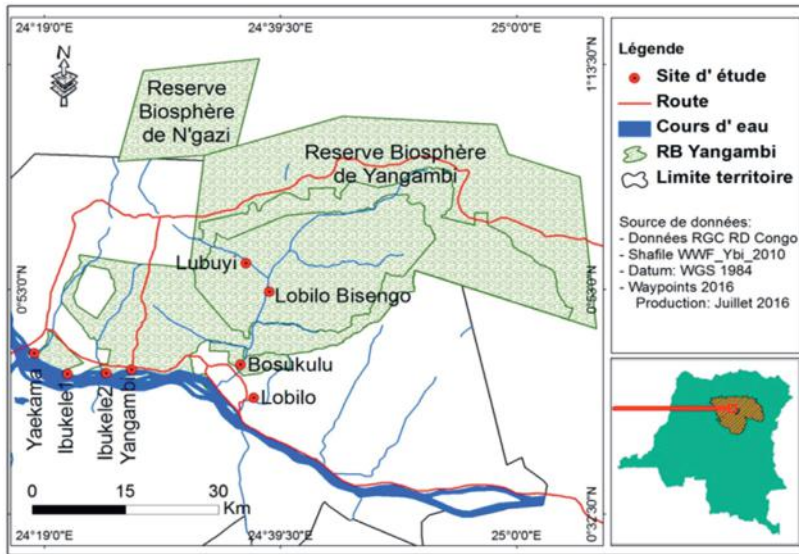 24°19'0"E
24°39'30"E
25°0'0"E
N
Reserve
Biosphère
de N'gazi
Reserve Biosphère
de Yangambi
Lubuyi
Lobilo Bisengo
Bosukulu
Lobilo
Yaekama
Ibukele1
Ibukele2
Yangambi
0 15 30
Km
0°53'0"N
24°19'0"E
24°39'30"E
25°0'0"E
1°13'30"N
0°53'0"N
0°32'30"N
Légende
Site d' étude
Route
Cours d' eau
RB Yangambi
Limite territoire
Source de données:
- Données RGC RD Congo
- Shafile WWF_Ybi_2010
- Datum: WGS 1984
- Waypoints 2016
Production: Juillet 2016